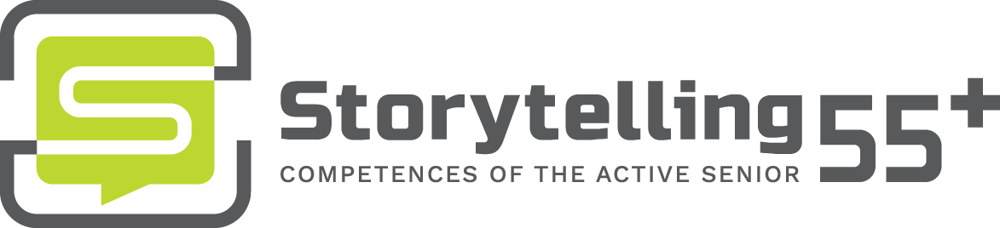 Storytelling 55+
COMPETENCES OF THE ACTIVE SENIOR